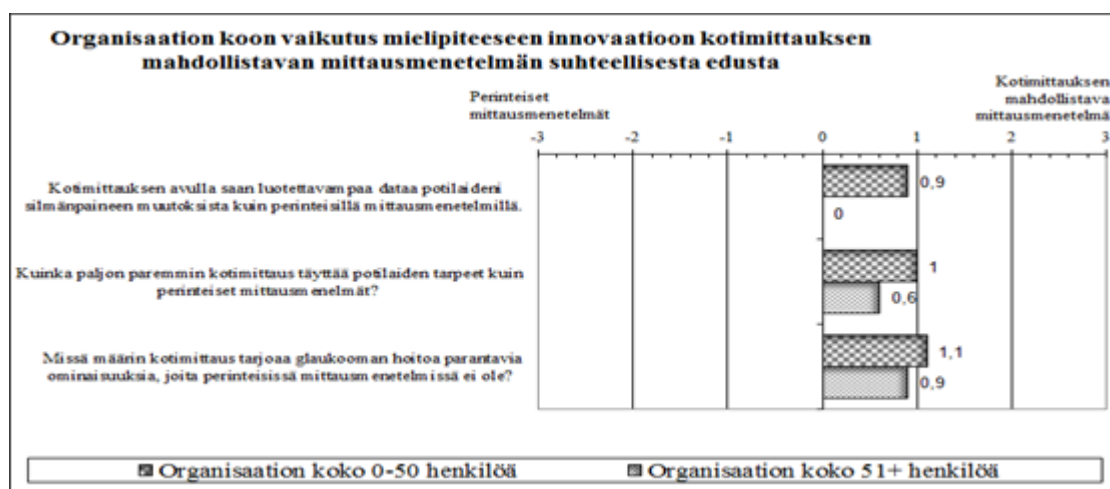 Organisaation koon vaikutus mielipiteeseen innovaatioon kotimittauksen
mahdollistavan mittausmenetelmän suhteellisesta edusta
Perinteiset
mittausmenetelmät
Kotimittauksen
mahdollistava
mittausmenetelmä
-3 -2 -1 0 1 2 3
Kotimittauksen avulla saan luotettavampaa dataa potilaideni
silmänpaineen muutoksista kuin perinteisillä mittausmenetelmillä.
0,9
0
Kuinka paljon paremmin kotimittaus täyttää potilaiden tarpeet kuin
perinteiset mittausmenelmät?
1
0,6
Missä määrin kotimittaus tarjoaa glaukooman hoitoa parantavia
ominaisuuksia, joita perinteisissä mittausmenetelmissä ei ole?
1,1
0,9
Organisaation koko 0-50 henkilöä Organisaation koko 51+ henkilöä